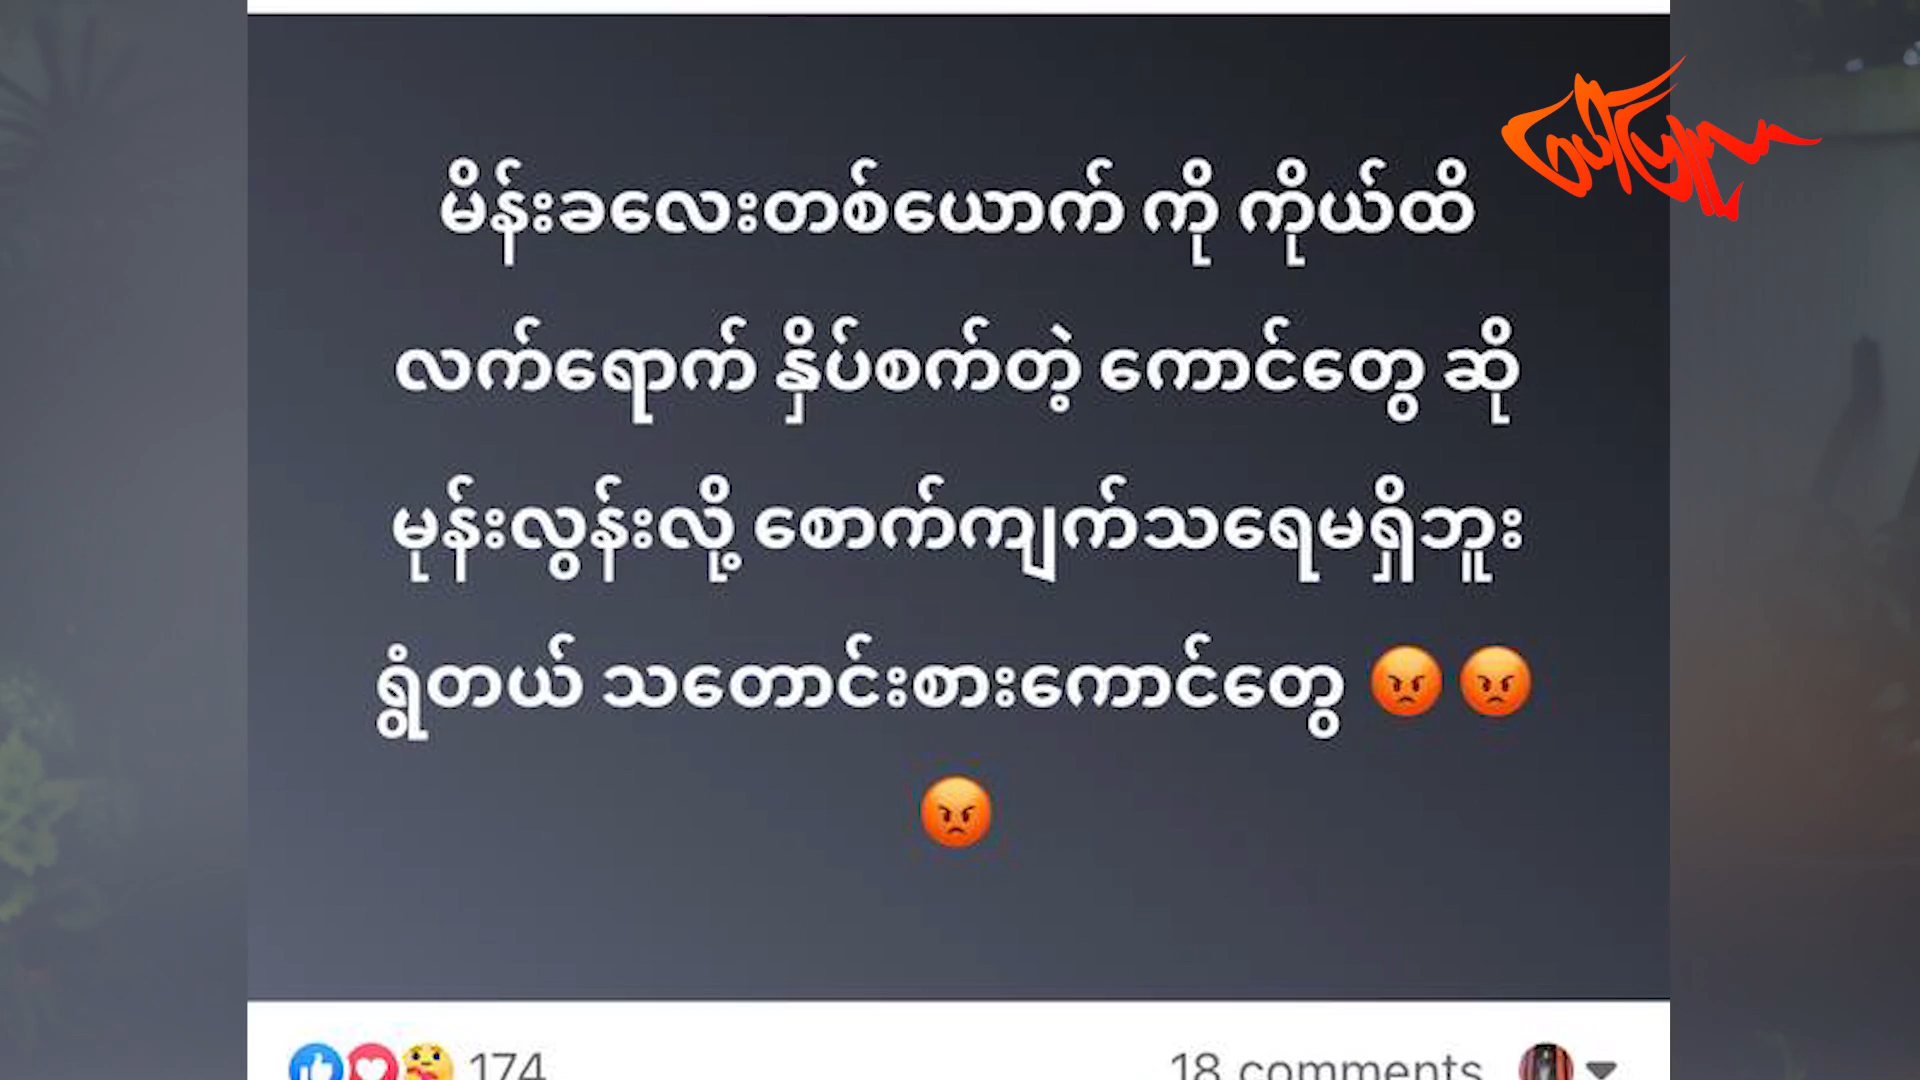 မိန်းခလေးတစ်ယောက် ကို ကိုယ်ထိ
လက်ရောက် နှိပ်စက်တဲ့ ကောင်တွေ ဆို
မုန်းလွန်းလို့ စောက်ကျက်သရေမရှိဘူး
ရွံတယ် သတောင်းစားကောင်တွေ 😡😡
😡
174
18 comments